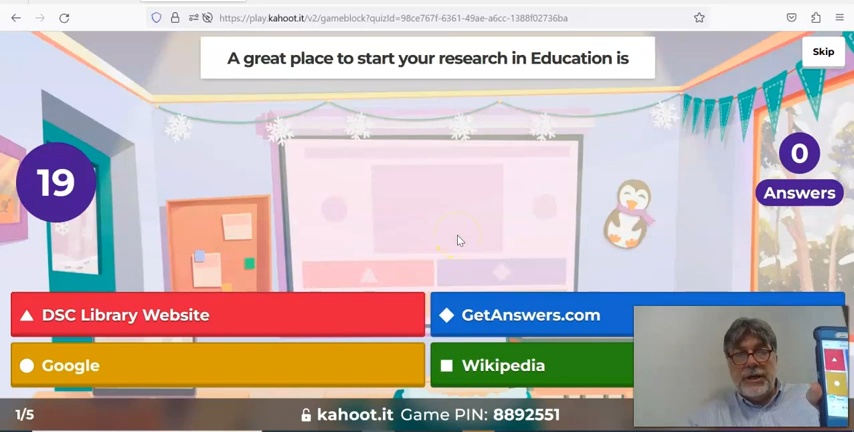 https://play.kahoot.it/v2/gameblock?quizId=98ce767f-6361-49ae-a6cc-1388f02736ba
A great place to start your research in Education is
Skip
19
0
Answers
DSC Library Website
GetAnswers.com
Google
Wikipedia
1/5
kahoot.it Game PIN: 8892551